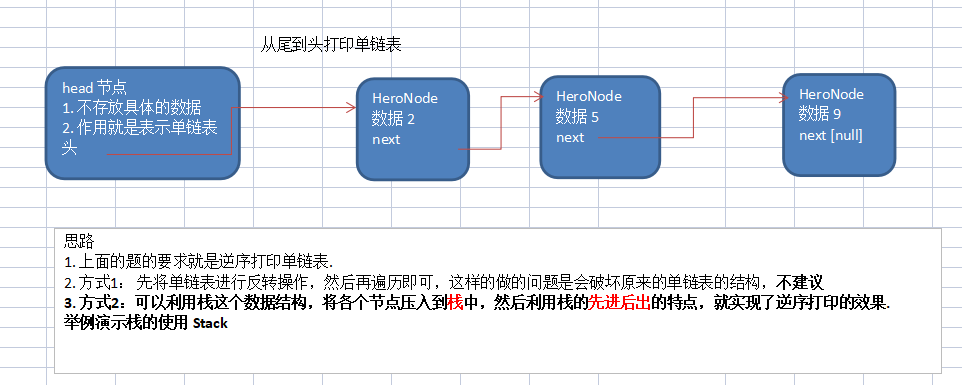 从尾到头打印单链表
head 节点
1. 不存放具体的数据
2. 作用就是表示单链表
头
HeroNode
数据 2
next
HeroNode
数据 5
next
HeroNode
数据 9
next [null]
思路
1. 上面的题的要求就是逆序打印单链表.
2. 方式1： 先将单链表进行反转操作，然后再遍历即可，这样的做的问题是会破坏原来的单链表的结构，不建议
3. 方式2：可以利用栈这个数据结构，将各个节点压入到栈中，然后利用栈的先进后出的特点，就实现了逆序打印的效果.
举例演示栈的使用 Stack